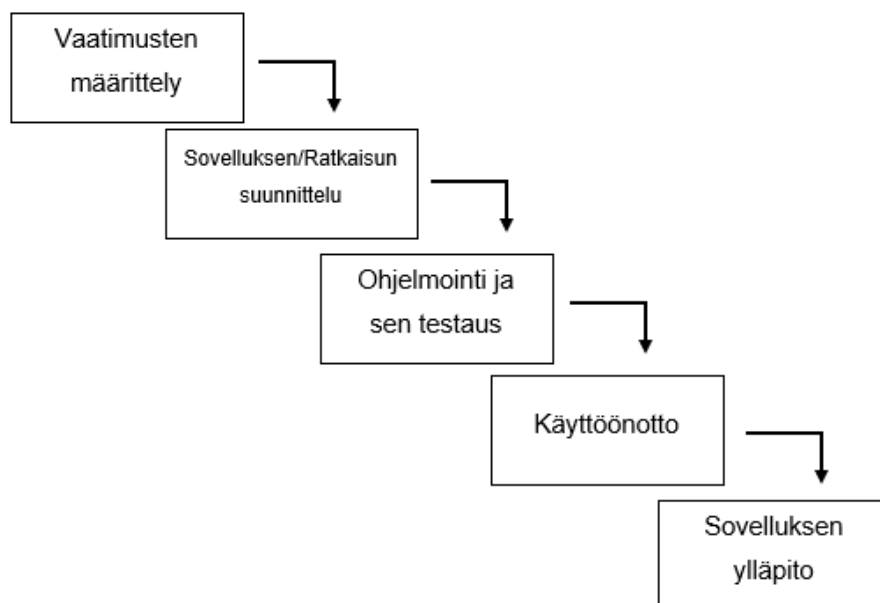 Vaatimusten
määrittely
Sovelluksen/Ratkaisun
suunnittelu
Ohjelmointi ja
sen testaus
Käyttöönotto
Sovelluksen
ylläpito